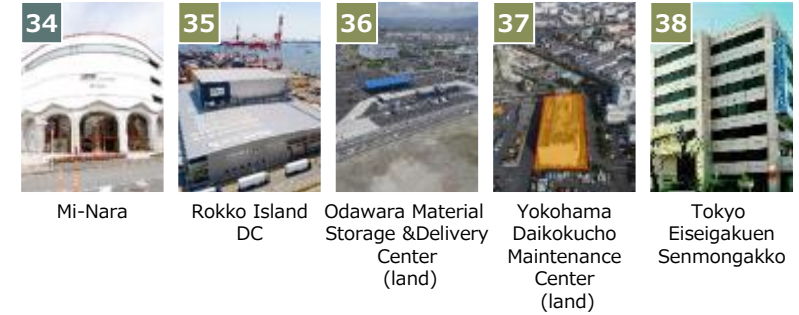 34
35
36
37
38
Mi-Nara
Rokko Island
DC
Odawara Material
Storage &Delivery
Center
(land)
Yokohama
Daikokucho
Maintenance
Center
(land)
Tokyo
Eiseigakuen
Senmongakko